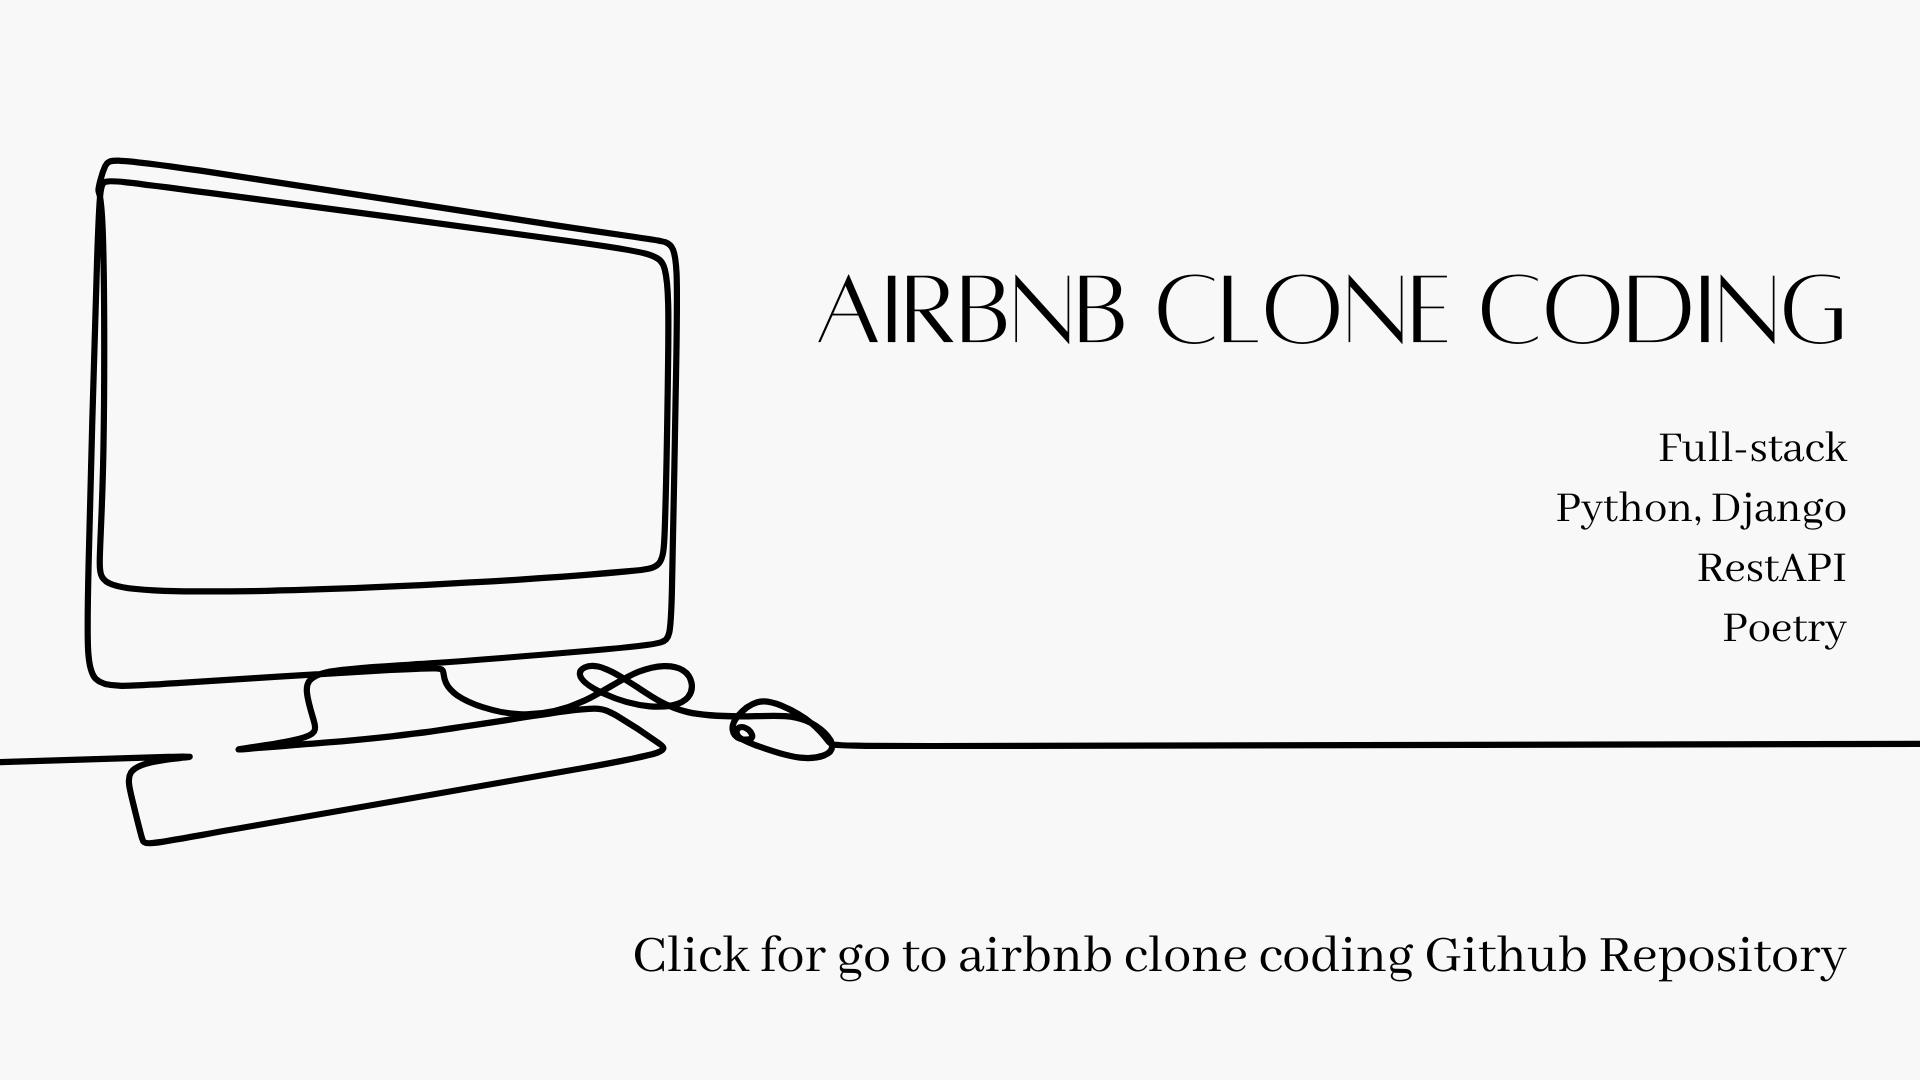 AIRBNB CLONE CODING
Full-stack
Python, Django
RestAPI
Poetry
Click for go to airbnb clone coding Github Repository